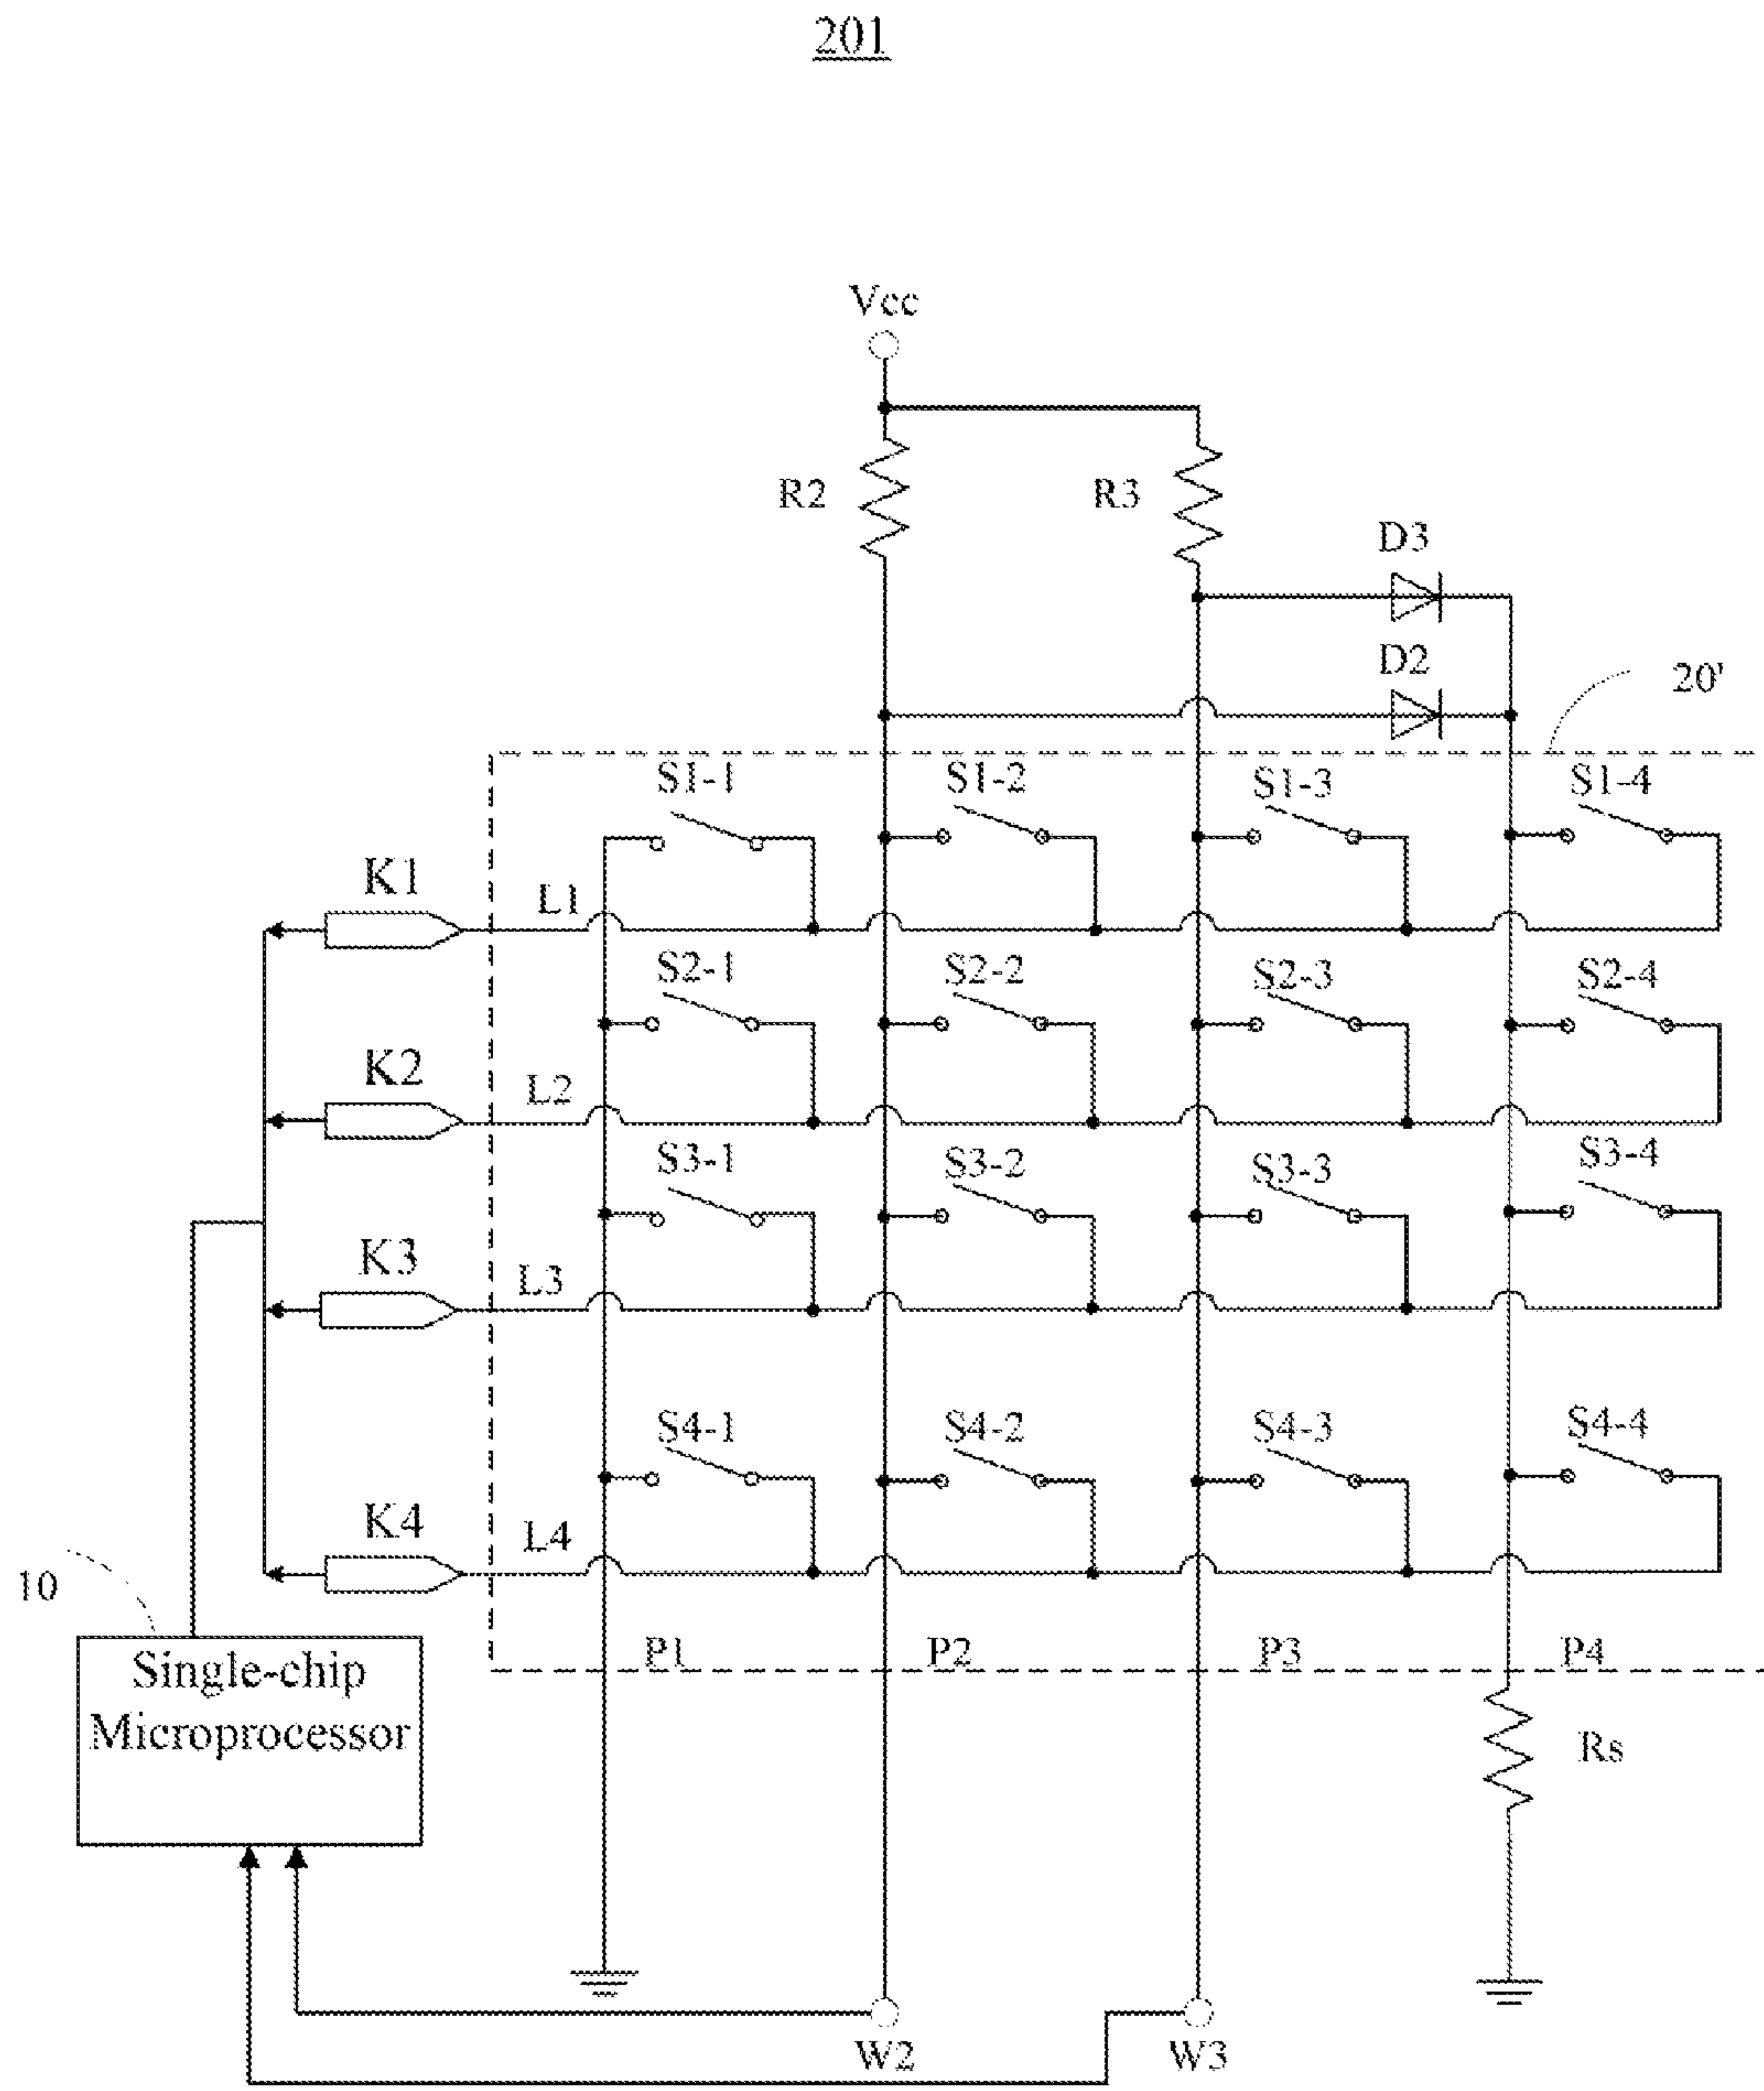 201
Vcc
R2
R3
D3
D2
20'
S1-1
S1-2
S1-3
S1-4
K1
L1
S2-1
S2-2
S2-3
S2-4
K2
L2
S3-1
S3-2
S3-3
S3-4
K3
L3
S4-1
S4-2
S4-3
S4-4
K4
L4
10
P1
P2
P3
P4
Single-chip
Microprocessor
Rs
W2
W3